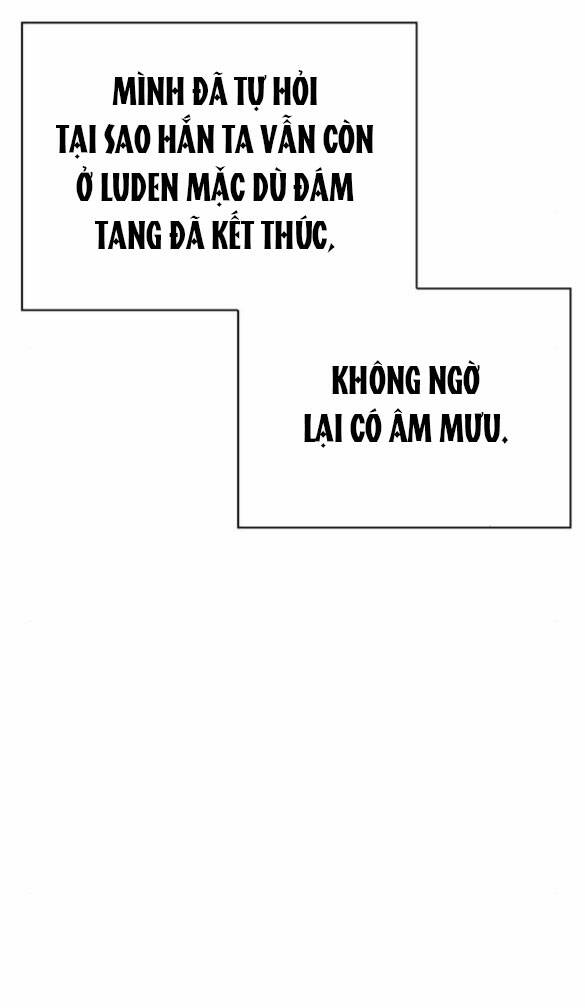 MÌNH ĐÃ TỰ HỎI
TẠI SAO HẮN TA VẪN CÒN
Ở LUDEN MẶC DÙ ĐÁM
TANG ĐÃ KẾT THÚC,
KHÔNG NGỜ
LẠI CÓ ÂM MƯU.